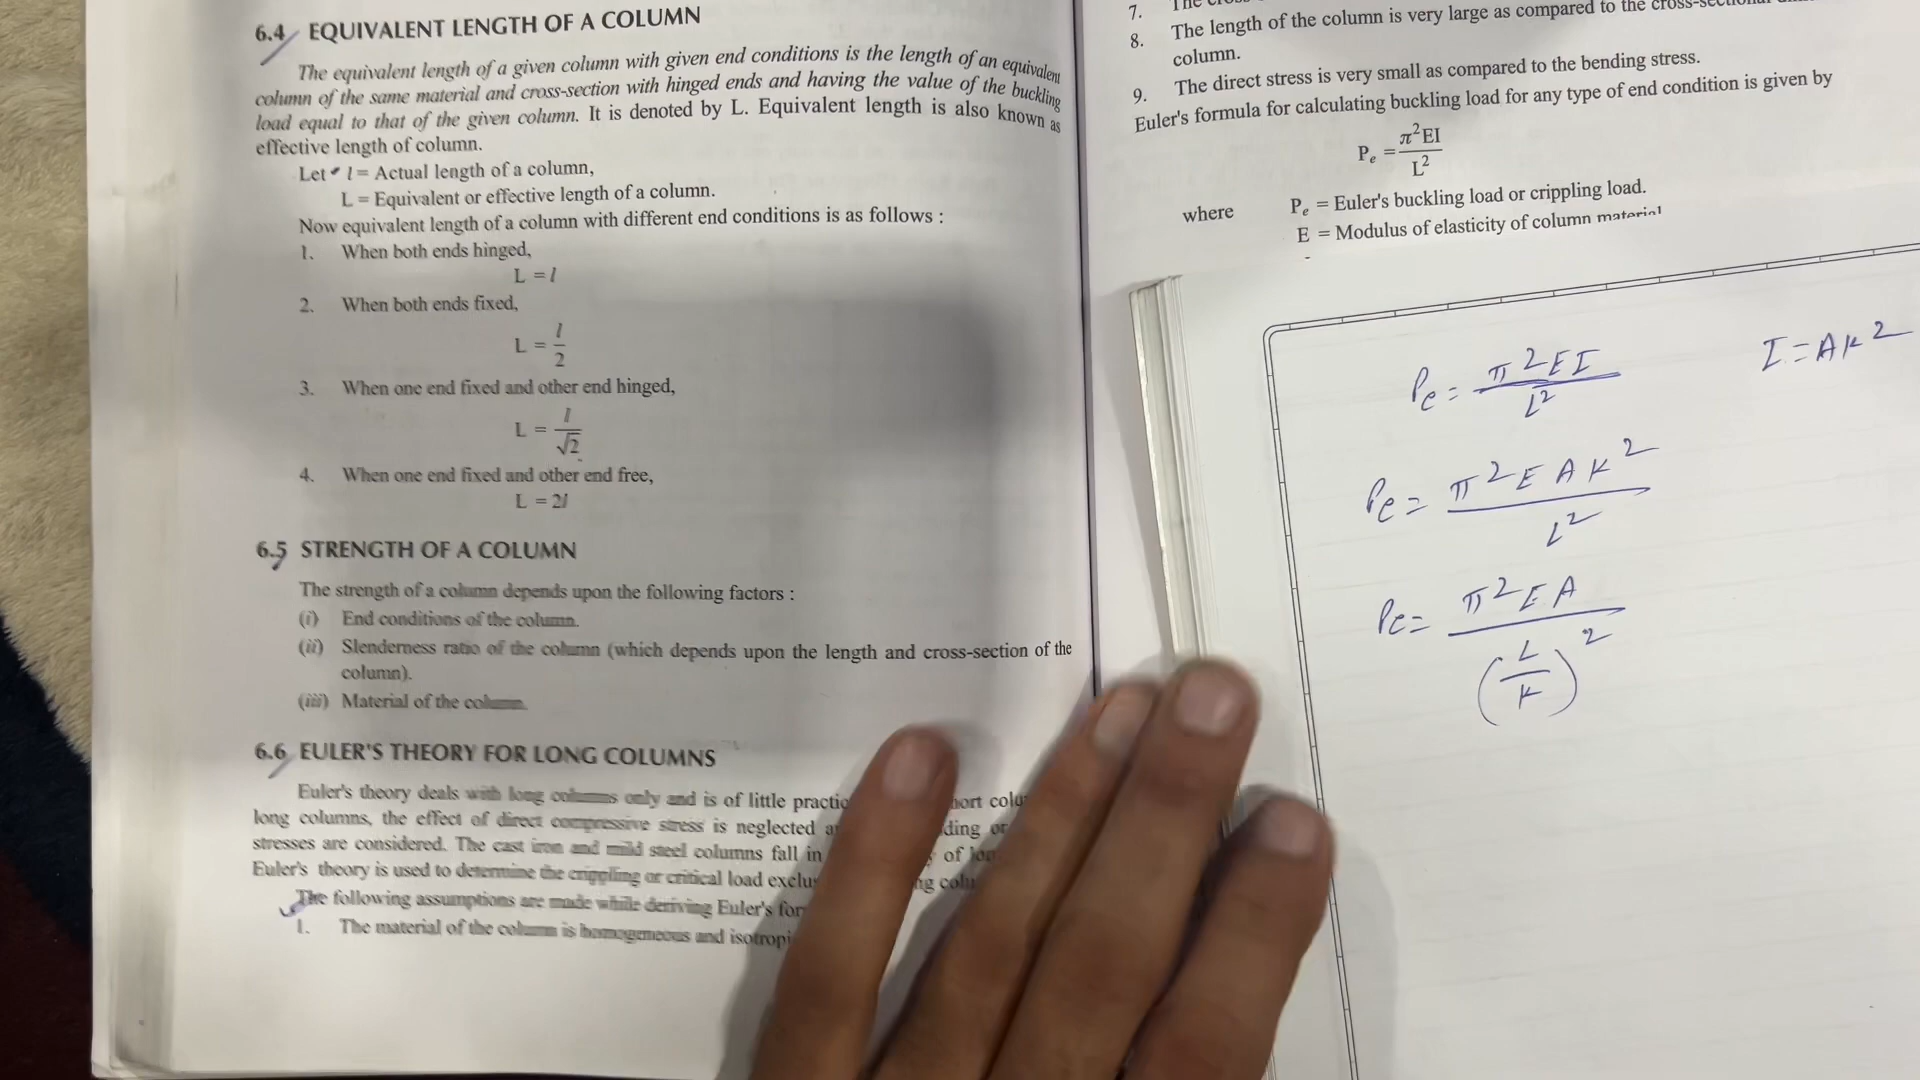 6.4 EQUIVALENT LENGTH OF A COLUMN
The equivalent length of a given column with given end conditions is the length of an equivalent
column of the same material and cross-section with hinged ends and having the value of the buckling
load equal to that of the given column. It is denoted by L. Equivalent length is also known as
effective length of column.
Let l = Actual length of a column,
L = Equivalent or effective length of a column.
Now equivalent length of a column with different end conditions is as follows :
1. When both ends hinged,
L = l
2. When both ends fixed,
L = l/2
3. When one end fixed and other end hinged,
L = l/√2
4. When one end fixed and other end free,
L = 2l
6.5 STRENGTH OF A COLUMN
The strength of a column depends upon the following factors :
(i) End conditions of the column.
(ii) Slenderness ratio of the column (which depends upon the length and cross-section of the
column).
(iii) Material of the column.
6.6 EULER'S THEORY FOR LONG COLUMNS
Euler's theory deals with long columns only and is of little
long columns, the effect of direct compressive stress is neglected
stresses are considered. The cast iron and mild steel columns fall in of
Euler's theory is used to determine the crippling or critical load
The following assumptions are made while deriving Euler's
1. The material of the column is homogeneous and
7. The
8. The length of the column is very large as compared to the
column.
9. The direct stress is very small as compared to the bending stress.
Euler's formula for calculating buckling load for any type of end condition is given by
Pe = π²EI/L²
where Pe = Euler's buckling load or crippling load.
E = Modulus of elasticity of column material
Pe = π²EI/L² I = AK²
Pe = π²EAK²/L²
Pe = π²EA/(L/K)²